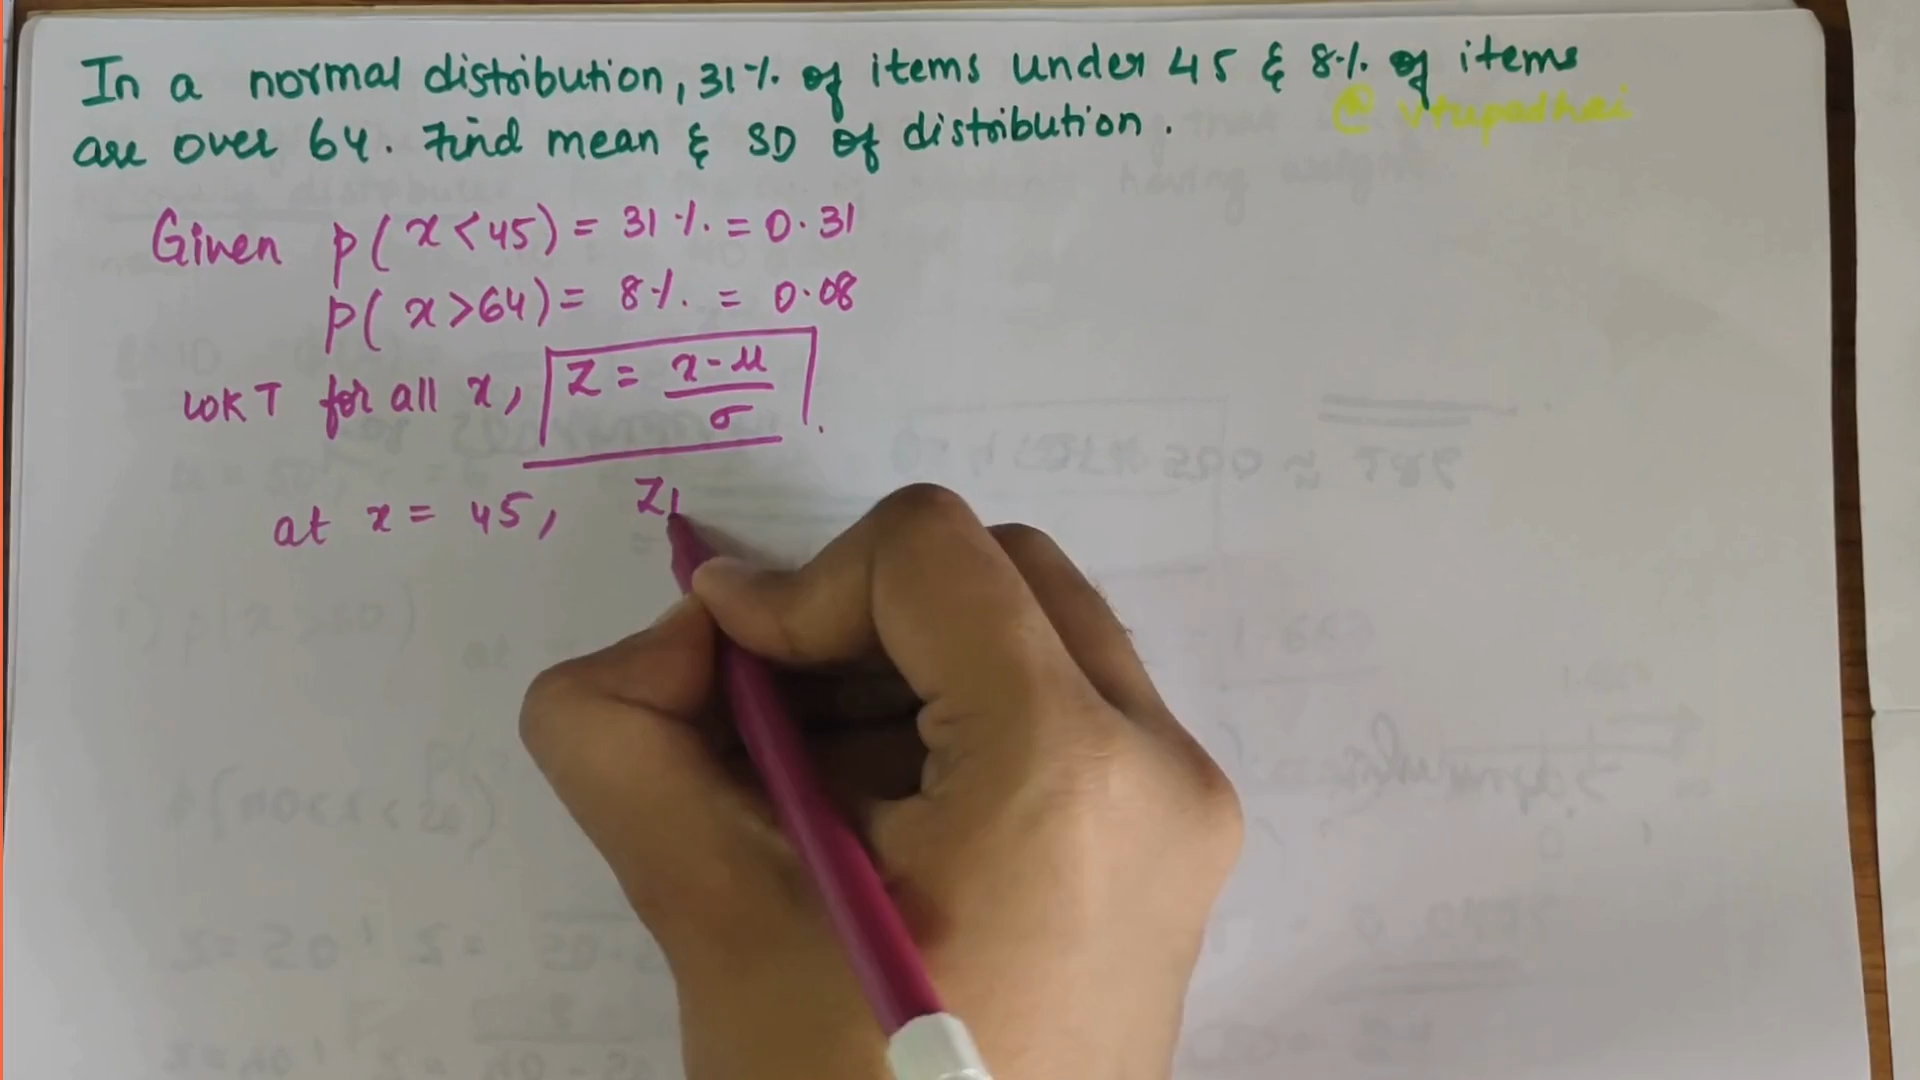 In a normal distribution, 31% of items under 45 & 8% of items
are over 64. Find mean & SD of distribution.
@vtupadhai
Given p(x<45) = 31% = 0.31
p(x>64) = 8% = 0.08
WKT for all x, Z = x-μ/σ.
at x = 45, Z1